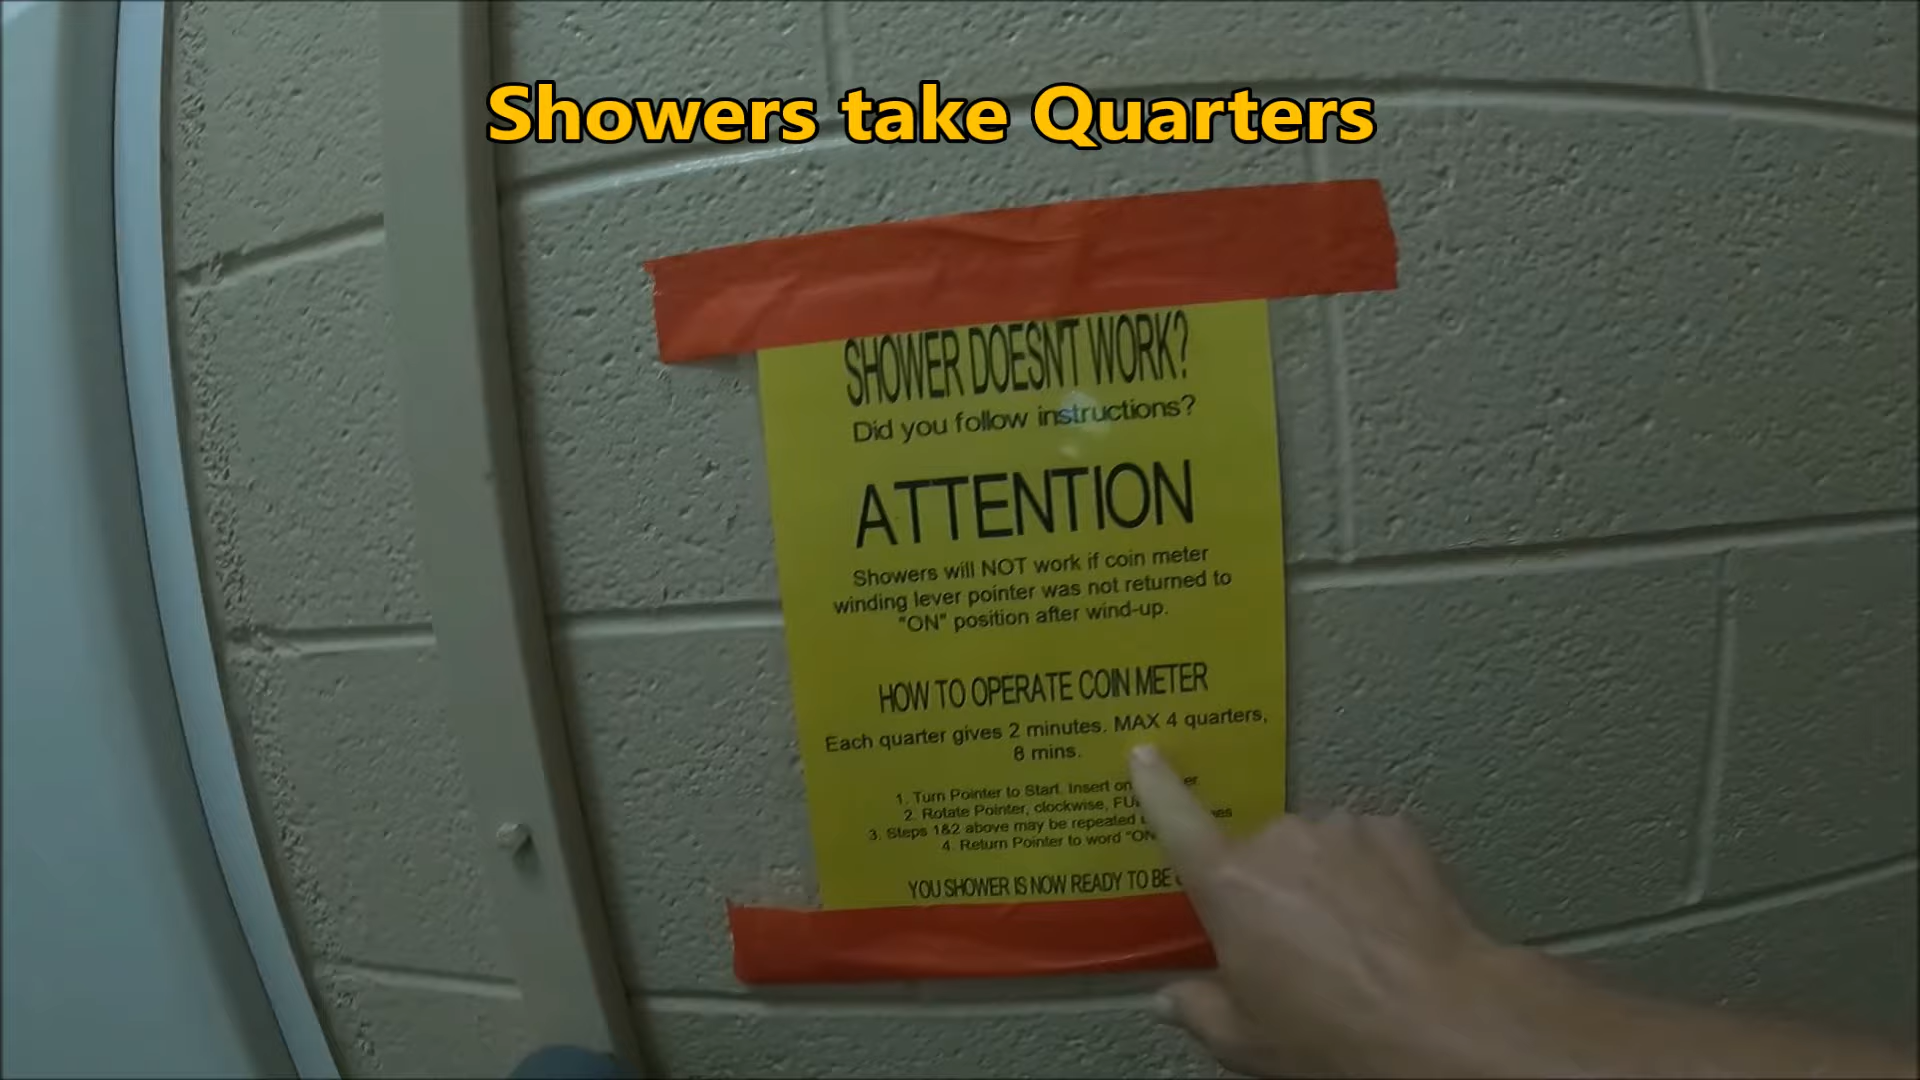 Showers take Quarters
SHOWER DOESNT WORK?
Did you follow instructions?
ATTENTION
Showers will NOT work if coin meter
winding lever pointer was not returned to
"ON" position after wind-up.
HOW TO OPERATE COIN METER
Each quarter gives 2 minutes. MAX 4 quarters,
8 mins.
1. Turn Pointer to Start. Insert
2. Rotate Pointer, clockwise,
3. Steps 1&2 above may be repeated
4. Return Pointer to word "ON
YOU SHOWER IS NOW READY TO BE